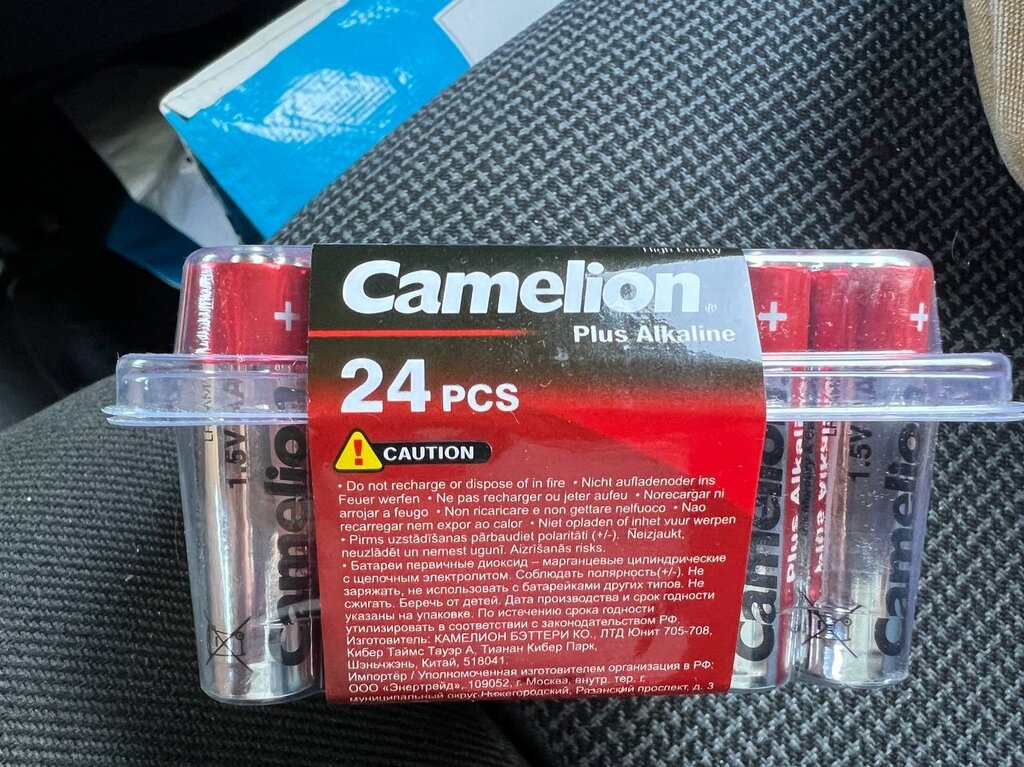 High Energy
Camelion
Plus Alkaline
24 PCS
CAUTION
• Do not recharge or dispose of in fire • Nicht aufladenoder ins
Feuer werfen • Ne pas recharger ou jeter aufeu • Norecargar ni
arrojar a feugo • Non ricaricare e non gettare nelfuoco • Nao
recarregar nem expor ao calor • Niet opladen of inhet vuur werpen
• Pirms uzstādīšanas pārbaudiet polaritāti (+/-). Neizjaukt,
neuzlādēt un nemest ugunī. Aizrīšanās risks.
• Батареи первичные диоксид – марганцевые цилиндрические
с щелочным электролитом. Соблюдать полярность(+/-). Не
заряжать, не использовать с батарейками других типов. Не
сжигать. Беречь от детей. Дата производства и срок годности
указаны на упаковке. По истечению срока годности
утилизировать в соответствии с законодательством РФ.
Изготовитель: КАМЕЛИОН БЭТТЕРИ КО., ЛТД Юнит 705-708,
Кибер Таймс Тауэр А, Тианан Кибер Парк,
Шэньчжэнь, Китай, 518041.
Импортёр / Уполномоченная изготовителем организация в РФ:
ООО «Энертрейд», 109052, г. Москва, внутр. тер. г.
муниципальный округ Нижегородский, Рязанский проспект, д. 3
+
1.5V
Camelion
+
Camelion
Plus Alkal
+
1.5V
Camelion